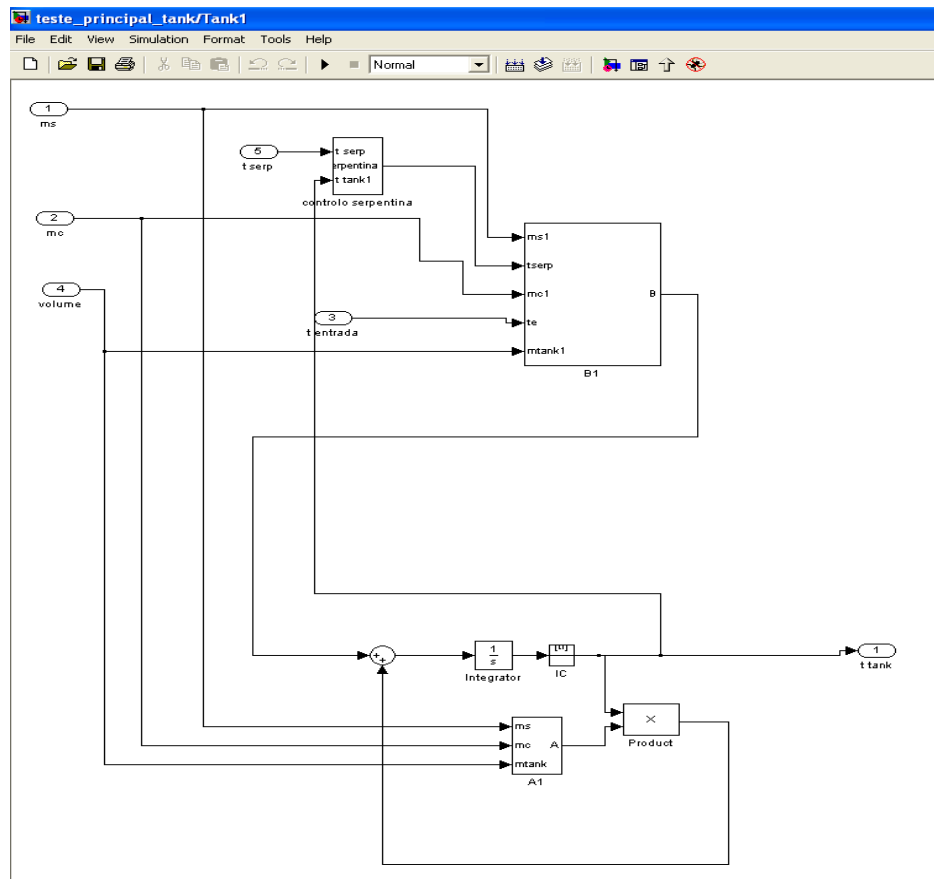 teste_principal_tank/Tank1
File Edit View Simulation Format Tools Help
Normal
1
ms
5
t serp
t serp
erpentina
t tank1
controlo serpentina
2
mc
4
volume
3
t entrada
ms1
tserp
mc1
te
mtank1
B
B1
1
s
Integrator
IC
1
t tank
ms
mc A
mtank
A1
×
Product